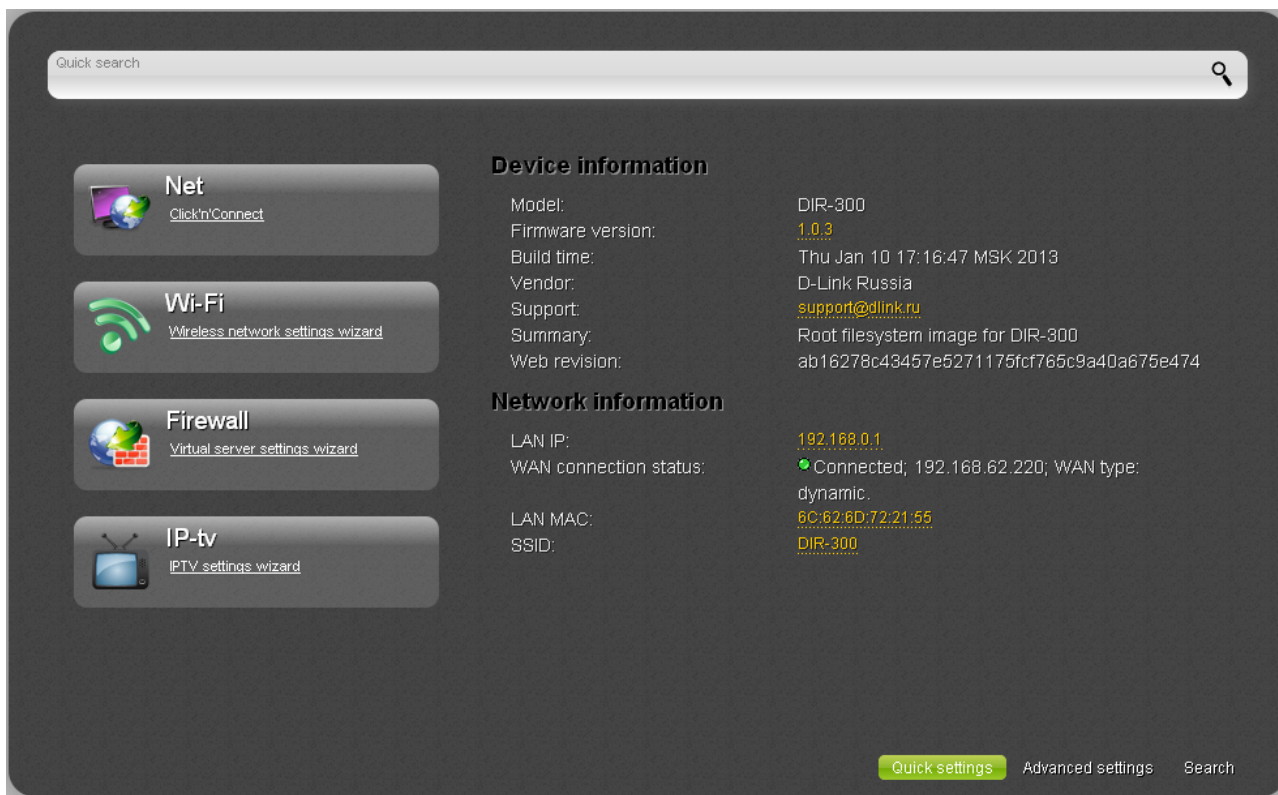 Quick search
Net
Click'n'Connect
Wi-Fi
Wireless network settings wizard
Firewall
Virtual server settings wizard
IP-tv
IPTV settings wizard
Device information
Model: DIR-300
Firmware version: 1.0.3
Build time: Thu Jan 10 17:16:47 MSK 2013
Vendor: D-Link Russia
Support: support@dlink.ru
Summary: Root filesystem image for DIR-300
Web revision: ab16278c43457e5271175fcf765c9a40a675e474
Network information
LAN IP: 192.168.0.1
WAN connection status: Connected; 192.168.62.220; WAN type:
dynamic.
LAN MAC: 6C:62:6D:72:21:55
SSID: DIR-300
Quick settings Advanced settings Search